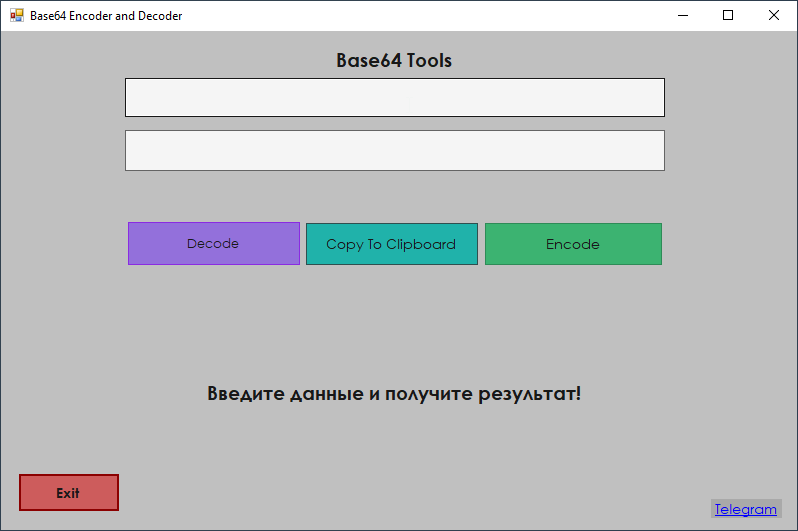 Base64 Encoder and Decoder
Base64 Tools
Decode
Copy To Clipboard
Encode
Введите данные и получите результат!
Exit
Telegram